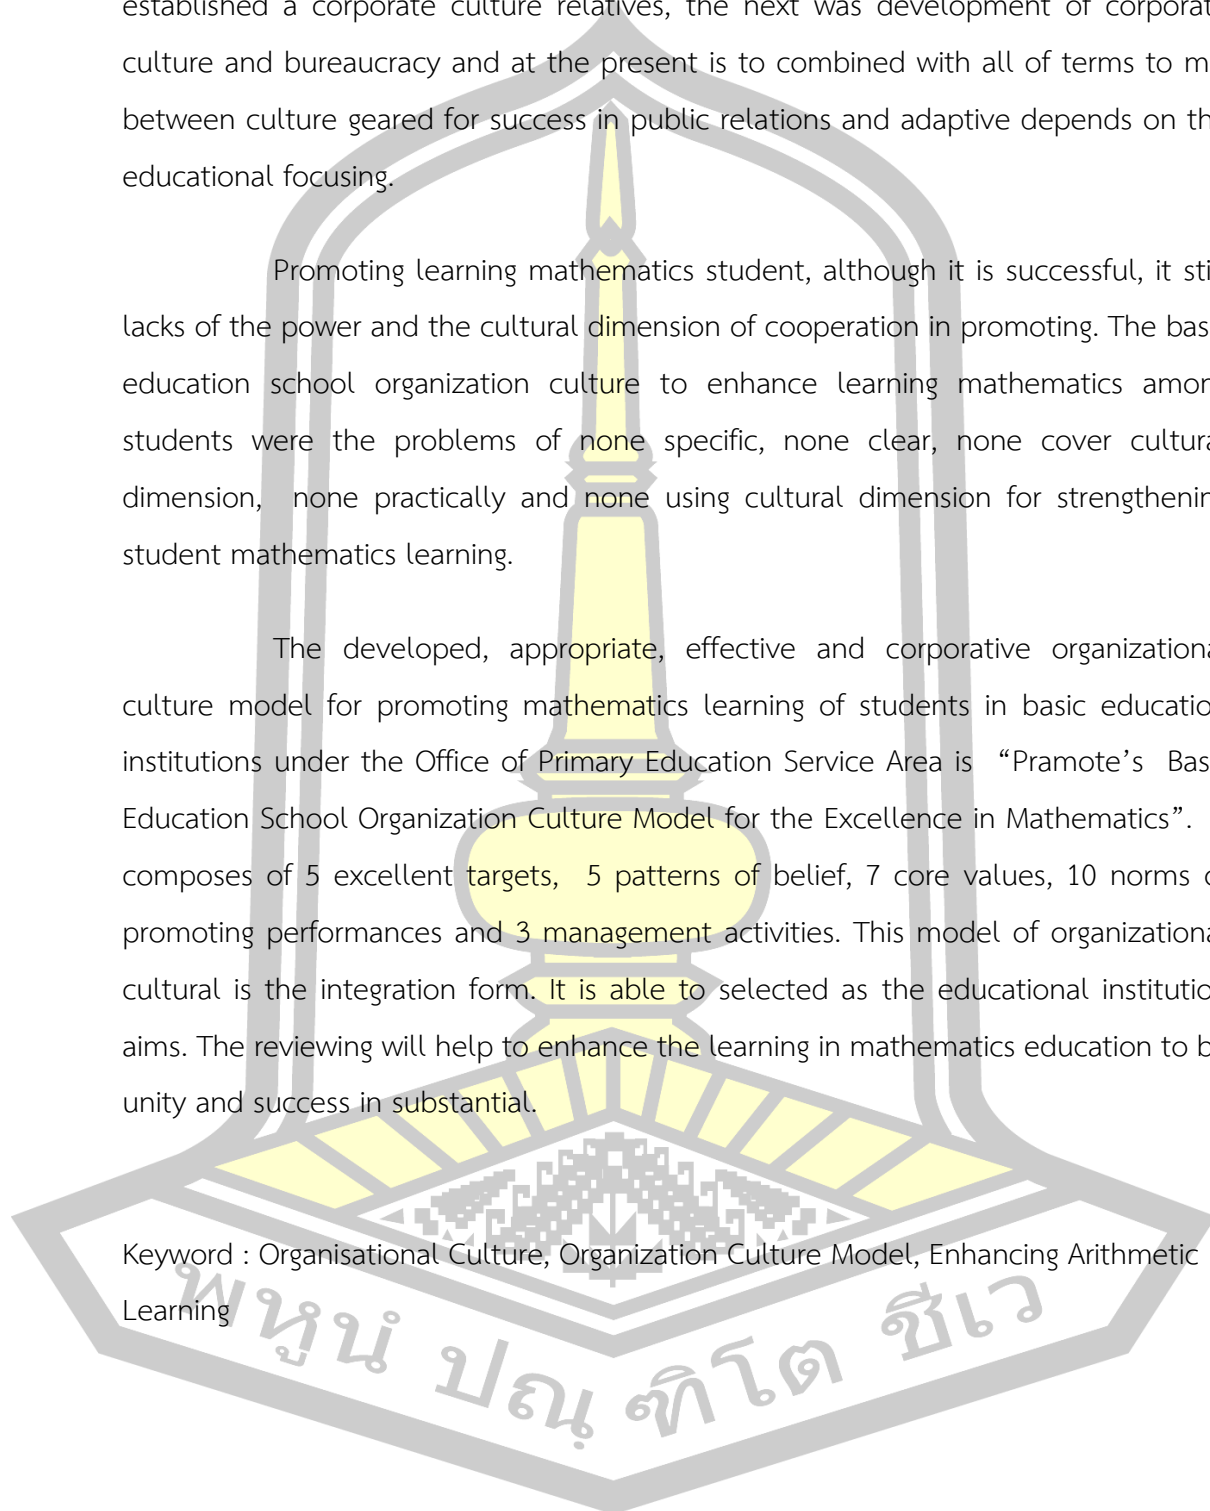 established a corporate culture relatives, the next was development of corporat
culture and bureaucracy and at the present is to combined with all of terms to m
between culture geared for success in public relations and adaptive depends on th
educational focusing.
Promoting learning mathematics student, although it is successful, it sti
lacks of the power and the cultural dimension of cooperation in promoting. The bas
education school organization culture to enhance learning mathematics amon
students were the problems of none specific, none clear, none cover cultura
dimension, none practically and none using cultural dimension for strengthenin
student mathematics learning.
The developed, appropriate, effective and corporative organizationa
culture model for promoting mathematics learning of students in basic educatio
institutions under the Office of Primary Education Service Area is “Pramote’s Bas
Education School Organization Culture Model for the Excellence in Mathematics”.
composes of 5 excellent targets, 5 patterns of belief, 7 core values, 10 norms o
promoting performances and 3 management activities. This model of organizationa
cultural is the integration form. It is able to selected as the educational institutio
aims. The reviewing will help to enhance the learning in mathematics education to b
unity and success in substantial.
Keyword : Organisational Culture, Organization Culture Model, Enhancing Arithmetic
Learning
พหูนํ ปณฺฑิโต ชีเว